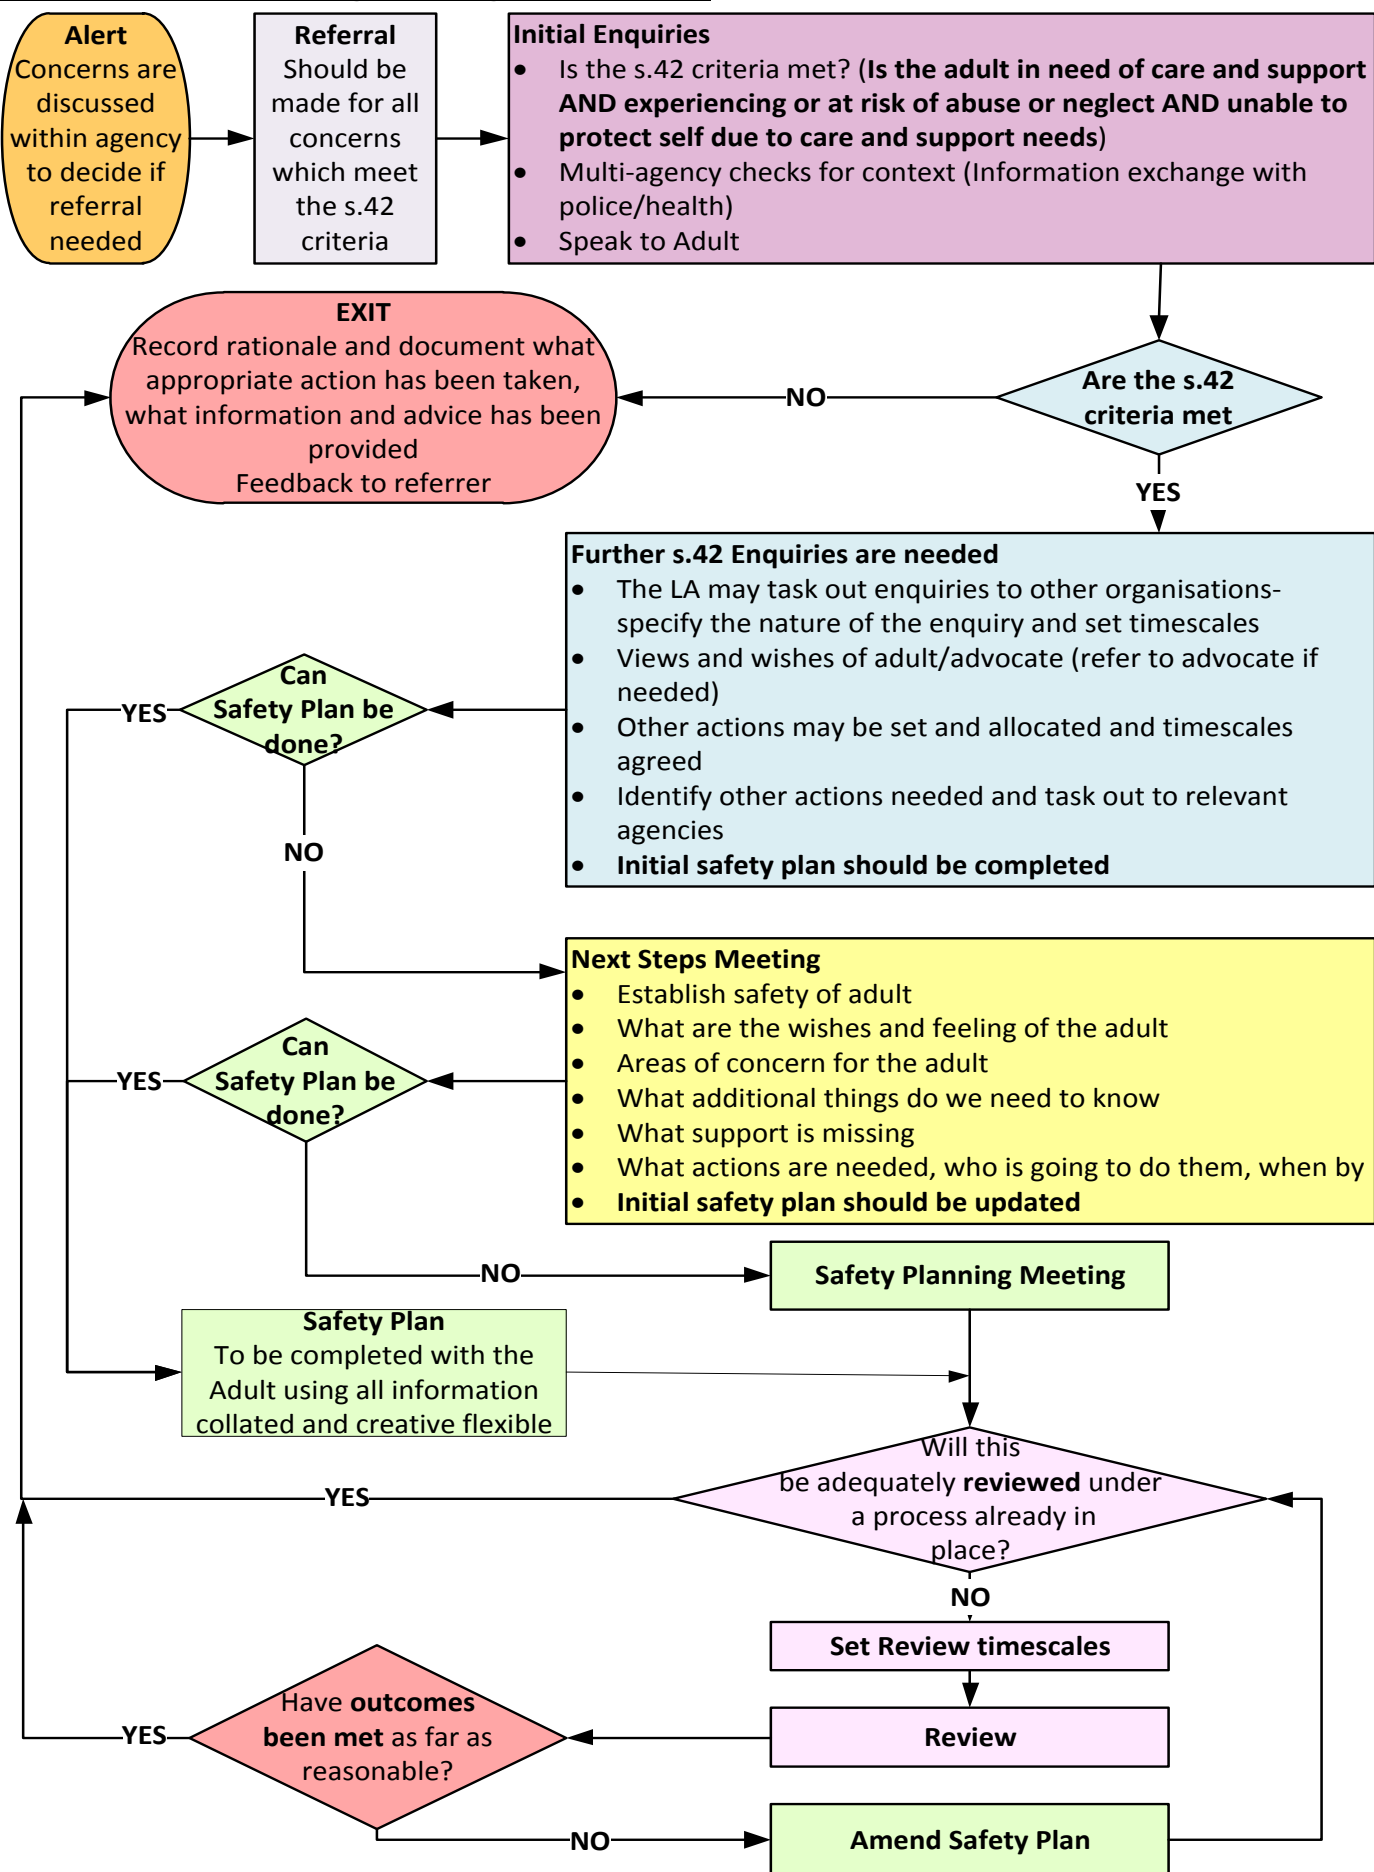 Alert
Concerns are
discussed
within agency
to decide if
referral
needed
Referral
Should be
made for all
concerns
which meet
the s.42
criteria
Initial Enquiries
• Is the s.42 criteria met? (Is the adult in need of care and support
AND experiencing or at risk of abuse or neglect AND unable to
protect self due to care and support needs)
• Multi-agency checks for context (Information exchange with
police/health)
• Speak to Adult
EXIT
Record rationale and document what
appropriate action has been taken,
what information and advice has been
provided
Feedback to referrer
NO
Are the s.42
criteria met
YES
Further s.42 Enquiries are needed
• The LA may task out enquiries to other organisations-
specify the nature of the enquiry and set timescales
• Views and wishes of adult/advocate (refer to advocate if
needed)
• Other actions may be set and allocated and timescales
agreed
• Identify other actions needed and task out to relevant
agencies
• Initial safety plan should be completed
Can
Safety Plan be
done?
YES
NO
Next Steps Meeting
• Establish safety of adult
• What are the wishes and feeling of the adult
• Areas of concern for the adult
• What additional things do we need to know
• What support is missing
• What actions are needed, who is going to do them, when by
• Initial safety plan should be updated
Can
Safety Plan be
done?
YES
NO
Safety Planning Meeting
Safety Plan
To be completed with the
Adult using all information
collated and creative flexible
Will this
be adequately reviewed under
a process already in
place?
YES
NO
Set Review timescales
Review
Have outcomes
been met as far as
reasonable?
YES
NO
Amend Safety Plan